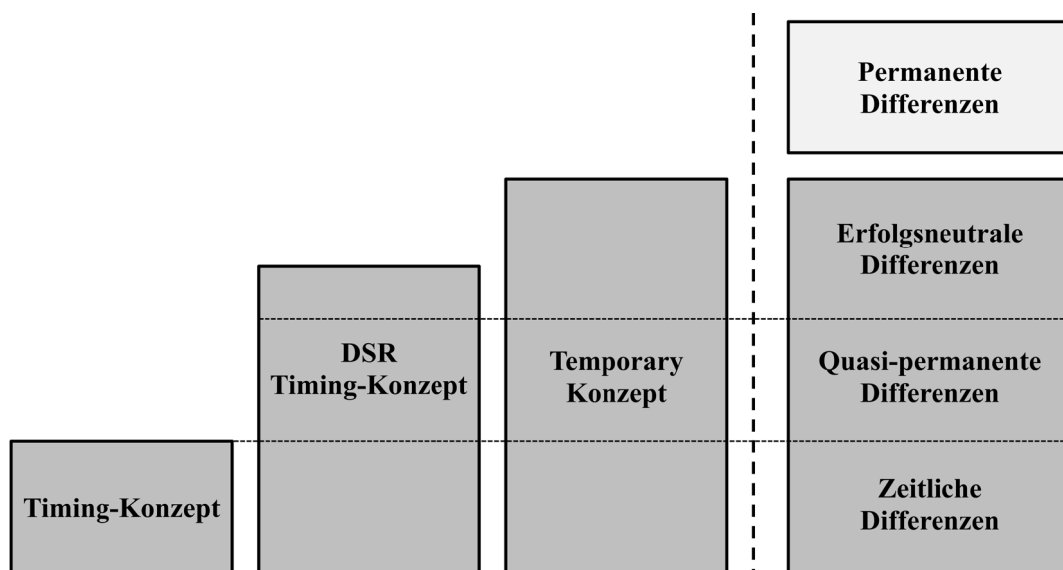 Permanente
Differenzen
Erfolgsneutrale
Differenzen
DSR
Timing-Konzept
Temporary
Konzept
Quasi-permanente
Differenzen
Timing-Konzept
Zeitliche
Differenzen